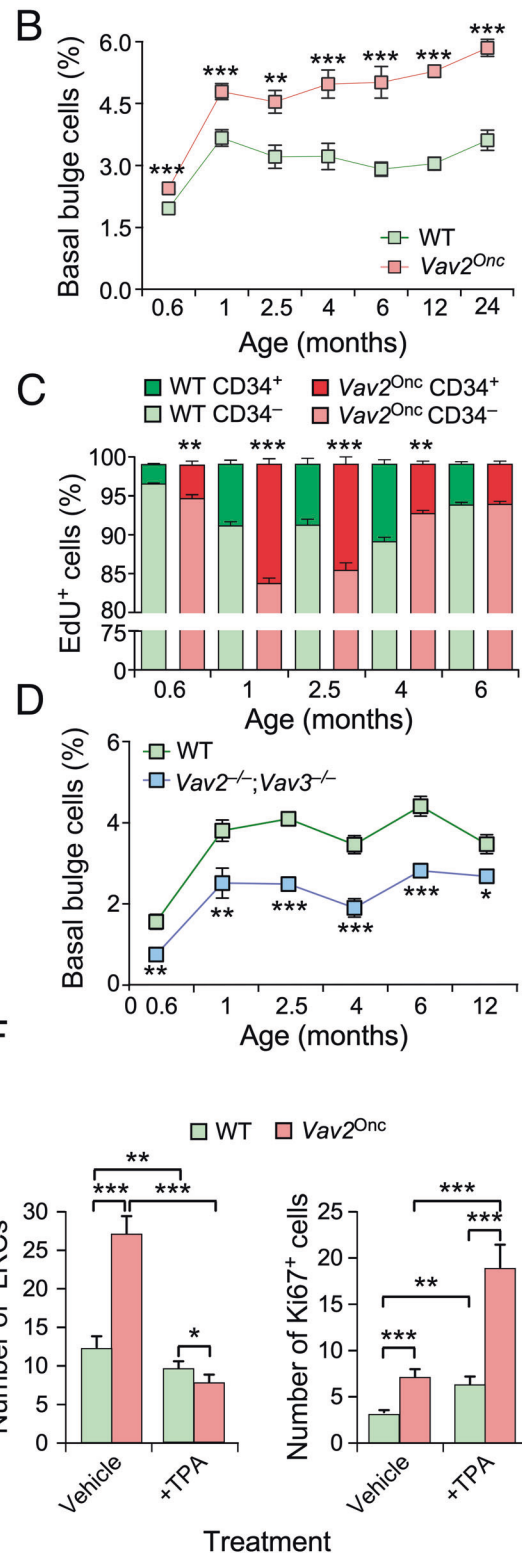 B
Basal bulge cells (%)
6.0
4.5
3.0
1.5
0.0
***
***
**
***
***
***
***
WT
Vav2Onc
0.6 1 2.5 4 6 12 24
Age (months)
C
WT CD34+ Vav2Onc CD34+
WT CD34– Vav2Onc CD34–
EdU+ cells (%)
100
95
90
85
80
75
0
** *** *** **
0.6 1 2.5 4 6
Age (months)
D
Basal bulge cells (%)
6
4
2
0
WT
Vav2–/–;Vav3–/–
**
**
***
***
***
*
0 0.6 1 2.5 4 6 12
Age (months)
WT Vav2Onc
30
25
20
15
10
5
0
**
*** ***
*
Vehicle
+TPA
Number of Ki67+ cells
25
20
15
10
5
0
***
***
**
***
Vehicle
+TPA
Treatment